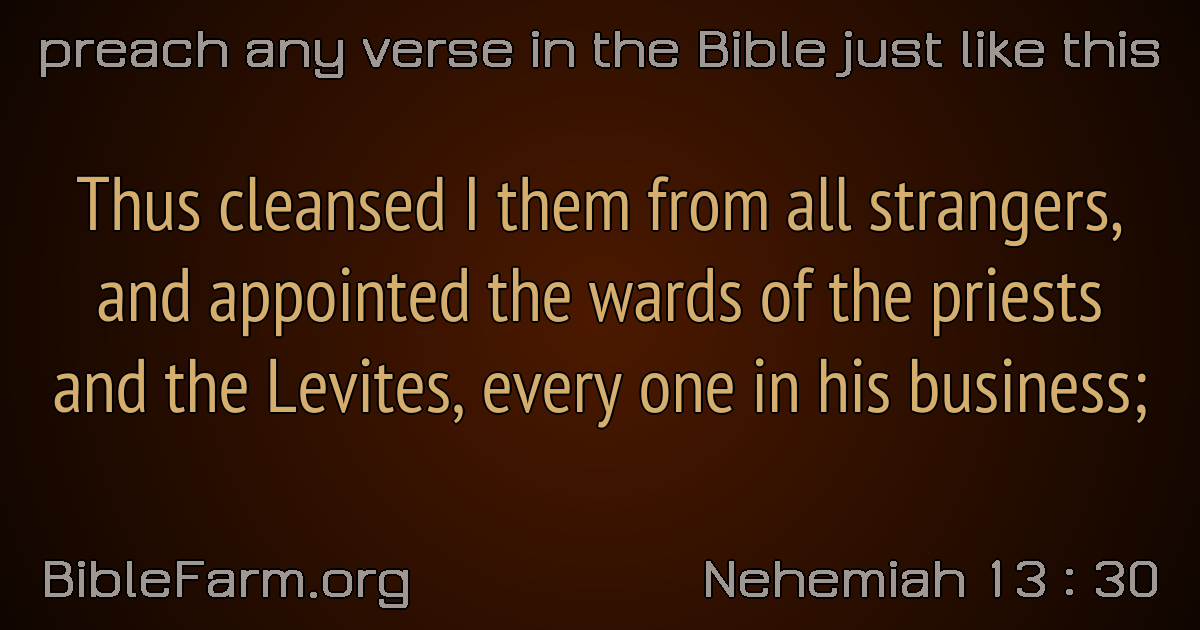 preach any verse in the Bible just like this
Thus cleansed I them from all strangers,
and appointed the wards of the priests
and the Levites, every one in his business;
BibleFarm.org
Nehemiah 13 : 30